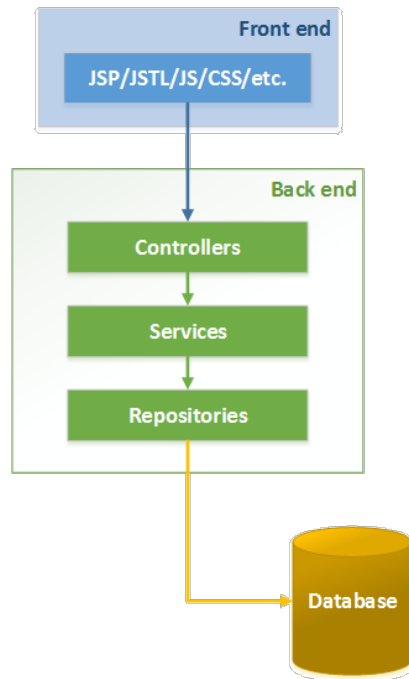 Front end
JSP/JSTL/JS/CSS/etc.
Back end
Controllers
Services
Repositories
Database